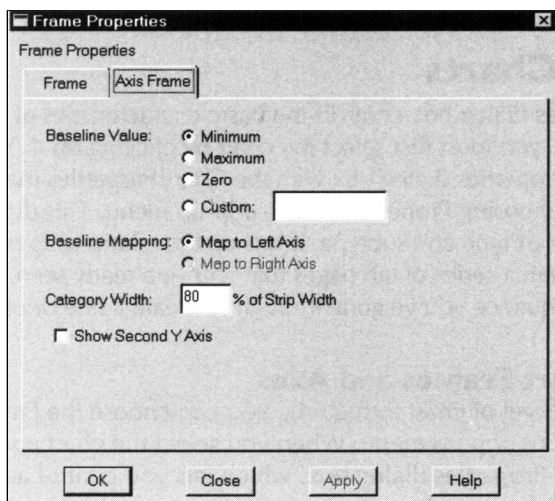 Frame Properties
Frame Properties
Frame
Axis Frame
Baseline Value:
Minimum
Maximum
Zero
Custom:
Baseline Mapping:
Map to Left Axis
Map to Right Axis
Category Width:
80
% of Strip Width
Show Second Y Axis
OK
Close
Apply
Help